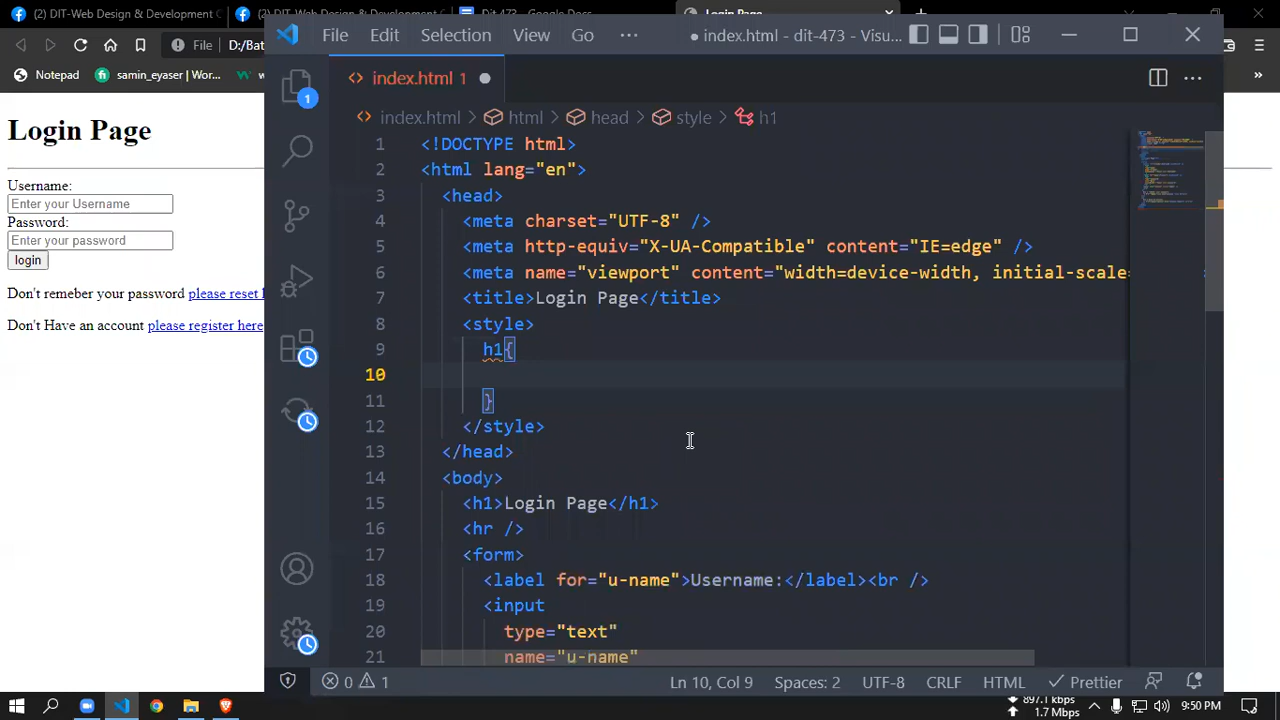 (2) DIT-Web Design & Development (
(2) DIT-Web Design & Development (
Dit 473 - Google Docs
Login Page
File
D:/Bat
Notepad
samin_eyaser | Wor...
»
Login Page
Username:
Enter your Username
Password:
Enter your password
login
Don't remeber your password please reset
Don't Have an account please register here
File Edit Selection View Go ···
● index.html - dit-473 - Visu...
index.html 1 ●
index.html > html > head > style > h1
1 <!DOCTYPE html>
2 <html lang="en">
3 <head>
4 <meta charset="UTF-8" />
5 <meta http-equiv="X-UA-Compatible" content="IE=edge" />
6 <meta name="viewport" content="width=device-width, initial-scale=
7 <title>Login Page</title>
8 <style>
9 h1{
10
11 }
12 </style>
13 </head>
14 <body>
15 <h1>Login Page</h1>
16 <hr />
17 <form>
18 <label for="u-name">Username:</label><br />
19 <input
20 type="text"
21 name="u-name"
1
0 1
Ln 10, Col 9
Spaces: 2
UTF-8
CRLF
HTML
Prettier
897.1 kbps
1.7 Mbps
9:50 PM